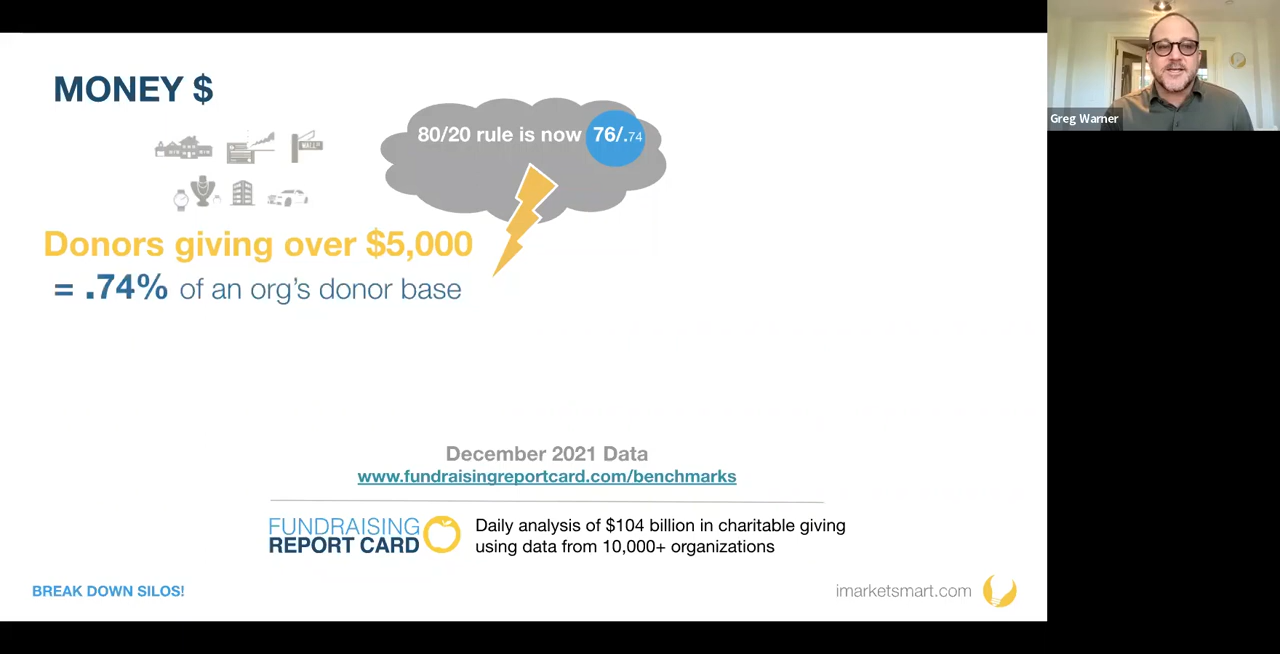 MONEY $
80/20 rule is now 76/.74
WALL ST
Donors giving over $5,000
= .74% of an org's donor base
December 2021 Data
www.fundraisingreportcard.com/benchmarks
FUNDRAISING
REPORT CARD
Daily analysis of $104 billion in charitable giving
using data from 10,000+ organizations
BREAK DOWN SILOS!
imarketsmart.com
Greg Warner